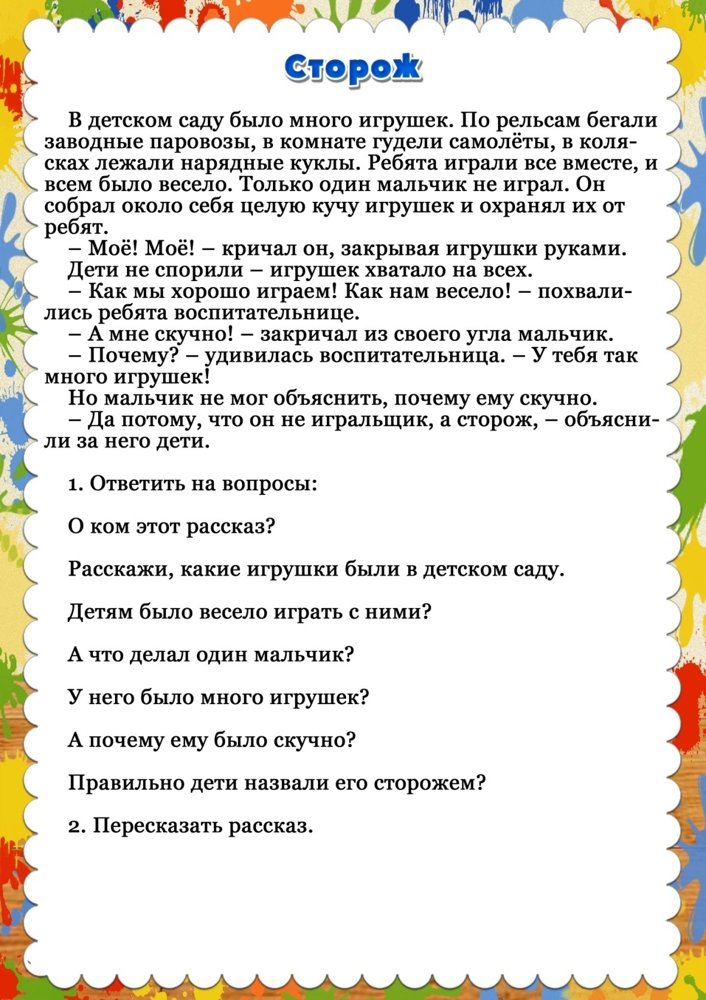 Сторож
В детском саду было много игрушек. По рельсам бегали
заводные паровозы, в комнате гудели самолёты, в коля-
сках лежали нарядные куклы. Ребята играли все вместе, и
всем было весело. Только один мальчик не играл. Он
собрал около себя целую кучу игрушек и охранял их от
ребят.
– Моё! Моё! – кричал он, закрывая игрушки руками.
Дети не спорили – игрушек хватало на всех.
– Как мы хорошо играем! Как нам весело! – похвали-
лись ребята воспитательнице.
– А мне скучно! – закричал из своего угла мальчик.
– Почему? – удивилась воспитательница. – У тебя так
много игрушек!
Но мальчик не мог объяснить, почему ему скучно.
– Да потому, что он не игральщик, а сторож, – объясни-
ли за него дети.
1. Ответить на вопросы:
О ком этот рассказ?
Расскажи, какие игрушки были в детском саду.
Детям было весело играть с ними?
А что делал один мальчик?
У него было много игрушек?
А почему ему было скучно?
Правильно дети назвали его сторожем?
2. Пересказать рассказ.